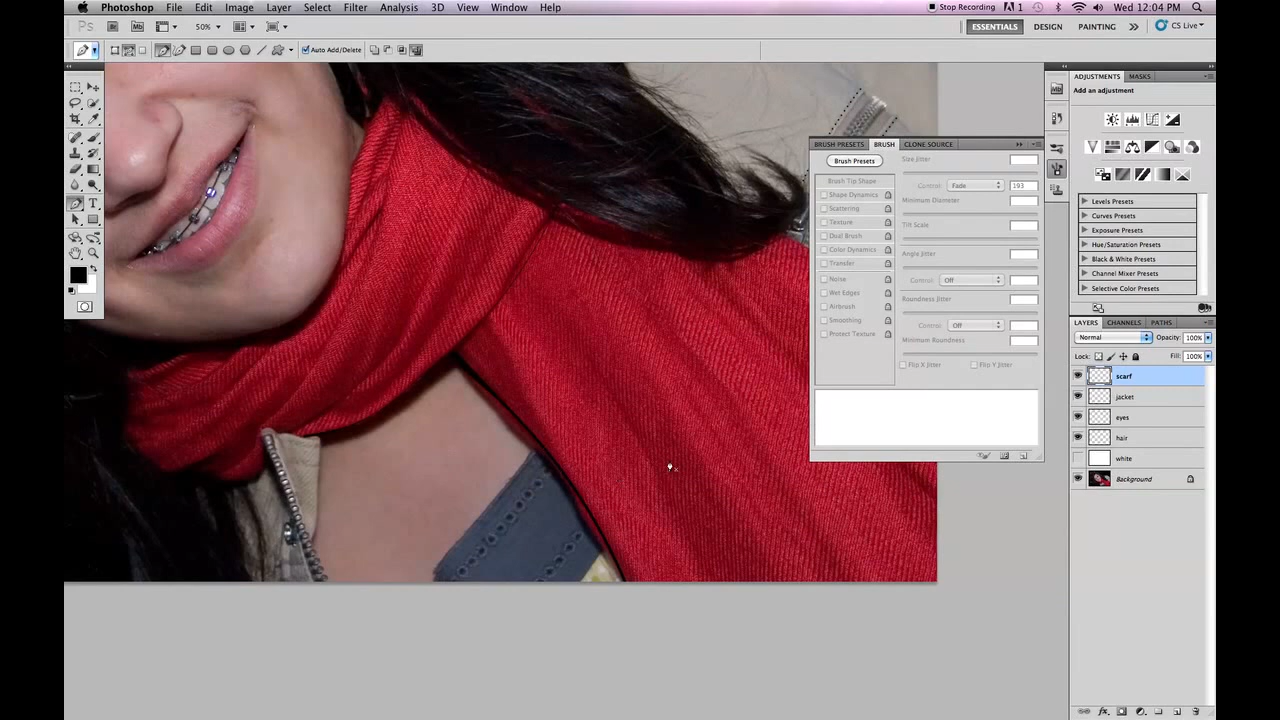 Photoshop File Edit Image Layer Select Filter Analysis 3D View Window Help Stop Recording 1 Wed 12:04 PM
Ps Br Mb 50% ESSENTIALS DESIGN PAINTING CS Live
Auto Add/Delete
ADJUSTMENTS MASKS
Add an adjustment
BRUSH PRESETS BRUSH CLONE SOURCE
Brush Presets Size Jitter
Brush Tip Shape Control: Fade 193
Shape Dynamics Minimum Diameter
Scattering
Texture Tilt Scale
Dual Brush
Color Dynamics Angle Jitter
Transfer
Noise Control: Off
Wet Edges Roundness Jitter
Airbrush
Smoothing Control: Off
Protect Texture Minimum Roundness
Flip X Jitter Flip Y Jitter
Levels Presets
Curves Presets
Exposure Presets
Hue/Saturation Presets
Black & White Presets
Channel Mixer Presets
Selective Color Presets
LAYERS CHANNELS PATHS
Normal Opacity: 100%
Lock: Fill: 100%
scarf
jacket
eyes
hair
white
Background
fx